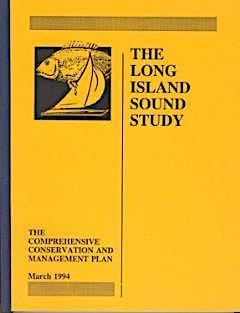 THE
LONG
ISLAND
SOUND
STUDY
THE
COMPREHENSIVE
CONSERVATION AND
MANAGEMENT PLAN
March 1994